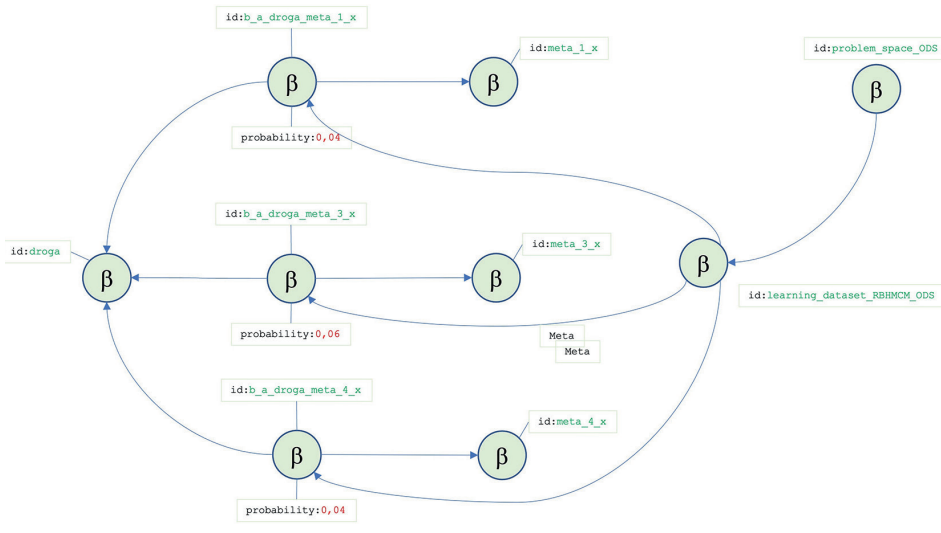 id:b_a_droga_meta_1_x
id:meta_1_x
id:problem_space_ODS
β
β
β
probability:0,04
id:b_a_droga_meta_3_x
id:meta_3_x
id:droga
β
β
β
β
id:learning_dataset_RBHMCM_ODS
probability:0,06
Meta
Meta
id:b_a_droga_meta_4_x
id:meta_4_x
β
β
probability:0,04